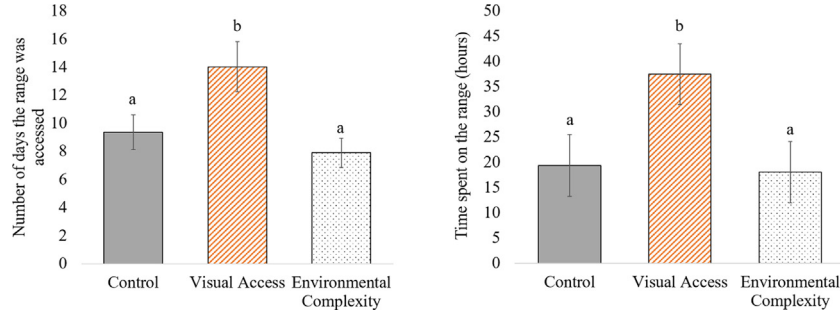 Number of days the range was
accessed
18
16
14
12
10
8
6
4
2
0
a
b
a
Control
Visual Access
Environmental
Complexity
Time spent on the range (hours)
50
45
40
35
30
25
20
15
10
5
0
a
b
a
Control
Visual Access
Environmental
Complexity